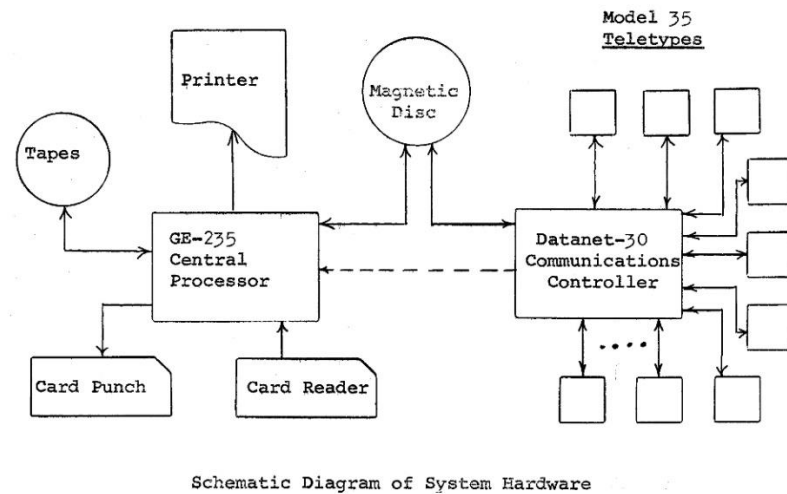 Model 35
Teletypes
Printer
Magnetic
Disc
Tapes
GE-235
Central
Processor
Datanet-30
Communications
Controller
Card Punch
Card Reader
Schematic Diagram of System Hardware